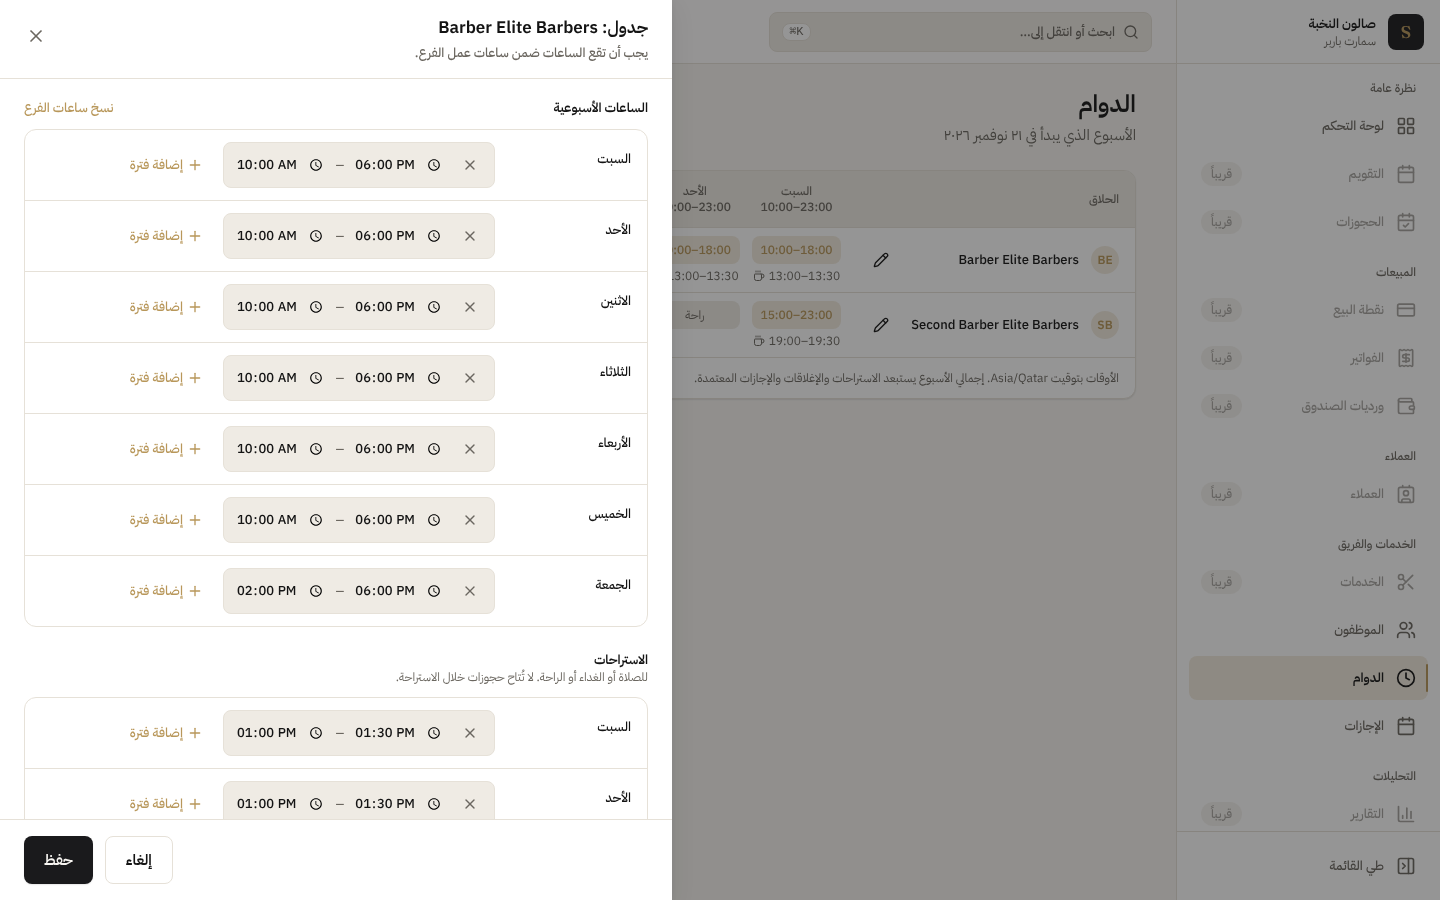 جدول: Barber Elite Barbers
يجب أن تقع الساعات ضمن ساعات عمل الفرع.
الساعات الأسبوعية
نسخ ساعات الفرع
السبت
10:00 AM – 06:00 PM
إضافة فترة
الأحد
10:00 AM – 06:00 PM
إضافة فترة
الاثنين
10:00 AM – 06:00 PM
إضافة فترة
الثلاثاء
10:00 AM – 06:00 PM
إضافة فترة
الأربعاء
10:00 AM – 06:00 PM
إضافة فترة
الخميس
10:00 AM – 06:00 PM
إضافة فترة
الجمعة
02:00 PM – 06:00 PM
إضافة فترة
الاستراحات
للصلاة أو الغداء أو الراحة. لا تُتاح حجوزات خلال الاستراحة.
السبت
01:00 PM – 01:30 PM
إضافة فترة
الأحد
01:00 PM – 01:30 PM
إضافة فترة
إلغاء
حفظ
S
صالون النخبة
سمارت باربر
نظرة عامة
لوحة التحكم
التقويم
قريباً
الحجوزات
قريباً
المبيعات
نقطة البيع
قريباً
الفواتير
قريباً
ورديات الصندوق
قريباً
العملاء
العملاء
قريباً
الخدمات والفريق
الخدمات
قريباً
الموظفون
الدوام
الإجازات
التحليلات
التقارير
قريباً
طي القائمة
ابحث أو انتقل إلى...
⌘K
الدوام
الأسبوع الذي يبدأ في ٢١ نوفمبر ٢٠٢٦
الحلاق
السبت
10:00–23:00
الأحد
:00–23:00
BE
Barber Elite Barbers
10:00–18:00
13:00–13:30
:00–18:00
3:00–13:30
SB
Second Barber Elite Barbers
15:00–23:00
19:00–19:30
راحة
الأوقات بتوقيت Asia/Qatar. إجمالي الأسبوع يستبعد الاستراحات والإغلاقات والإجازات المعتمدة.